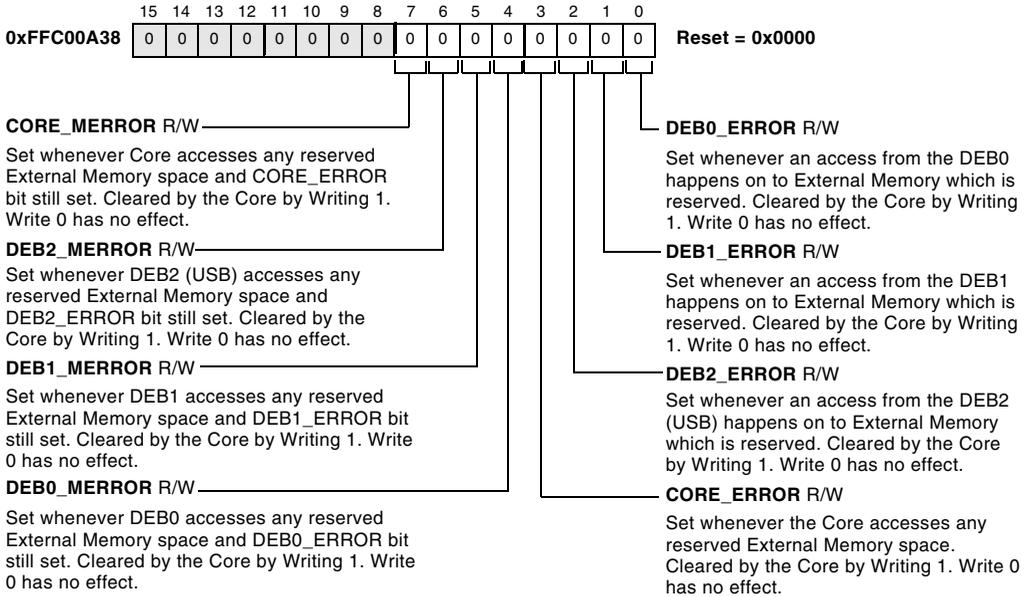 15 14 13 12 11 10 9 8 7 6 5 4 3 2 1 0
0xFFC00A38 0 0 0 0 0 0 0 0 0 0 0 0 0 0 0 0 Reset = 0x0000
CORE_MERROR R/W
Set whenever Core accesses any reserved
External Memory space and CORE_ERROR
bit still set. Cleared by the Core by Writing 1.
Write 0 has no effect.
DEB2_MERROR R/W
Set whenever DEB2 (USB) accesses any
reserved External Memory space and
DEB2_ERROR bit still set. Cleared by the
Core by Writing 1. Write 0 has no effect.
DEB1_MERROR R/W
Set whenever DEB1 accesses any reserved
External Memory space and DEB1_ERROR bit
still set. Cleared by the Core by Writing 1. Write
0 has no effect.
DEB0_MERROR R/W
Set whenever DEB0 accesses any reserved
External Memory space and DEB0_ERROR bit
still set. Cleared by the Core by Writing 1. Write
0 has no effect.
DEB0_ERROR R/W
Set whenever an access from the DEB0
happens on to External Memory which is
reserved. Cleared by the Core by Writing
1. Write 0 has no effect.
DEB1_ERROR R/W
Set whenever an access from the DEB1
happens on to External Memory which is
reserved. Cleared by the Core by Writing
1. Write 0 has no effect.
DEB2_ERROR R/W
Set whenever an access from the DEB2
(USB) happens on to External Memory
which is reserved. Cleared by the Core
by Writing 1. Write 0 has no effect.
CORE_ERROR R/W
Set whenever the Core accesses any
reserved External Memory space.
Cleared by the Core by Writing 1. Write 0
has no effect.